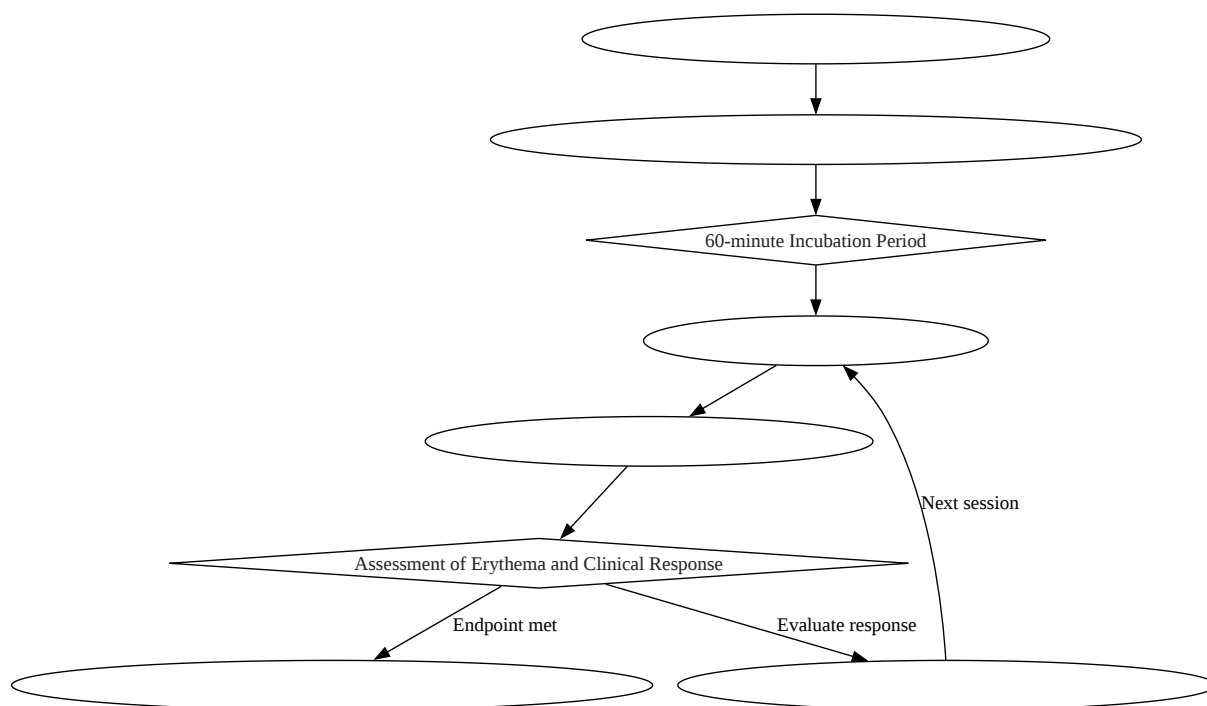 60-minute Incubation Period
Next session
Assessment of Erythema and Clinical Response
Endpoint met
Evaluate response